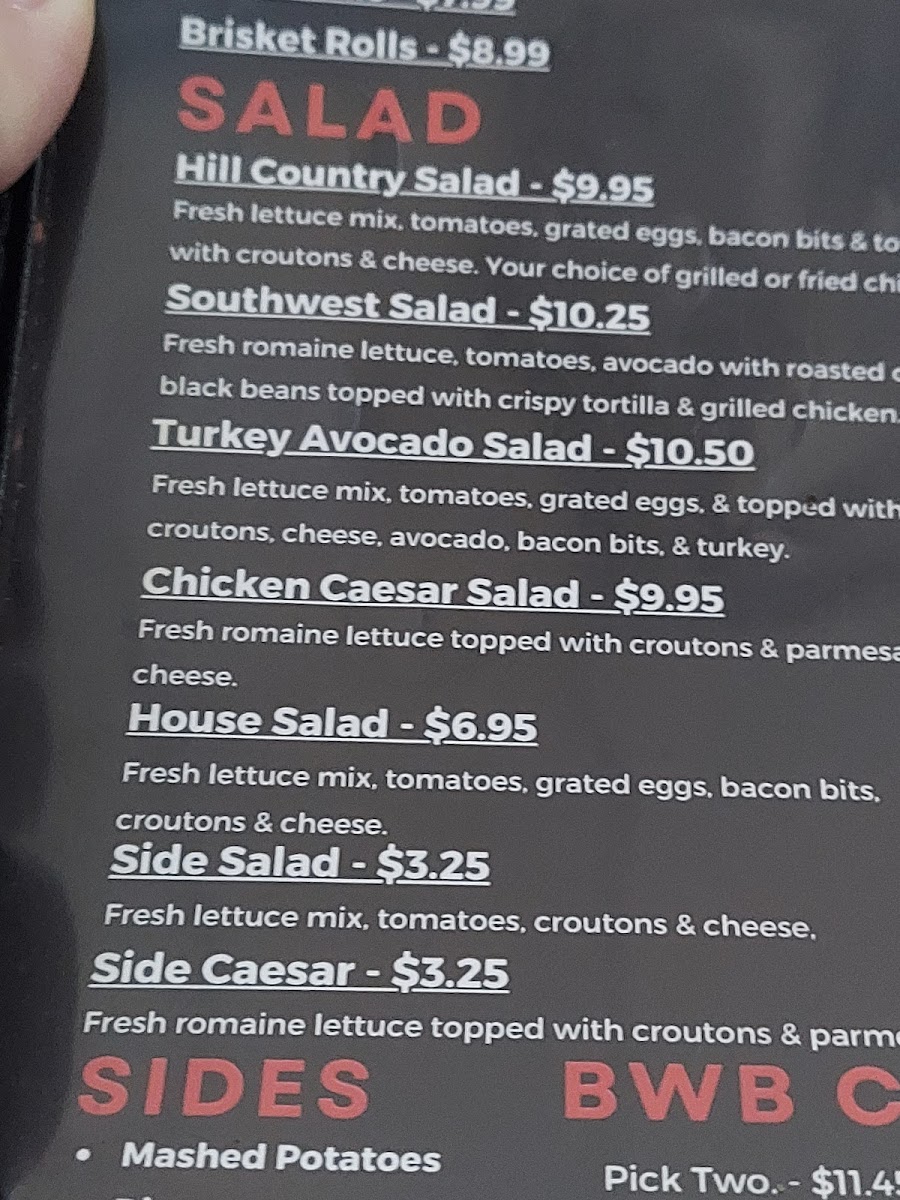 Brisket Rolls - $8.99
SALAD
Hill Country Salad - $9.95
Fresh lettuce mix, tomatoes, grated eggs, bacon bits &
with croutons & cheese. Your choice of grilled or fried
Southwest Salad - $10.25
Fresh romaine lettuce, tomatoes, avocado with roasted
black beans topped with crispy tortilla & grilled chicken.
Turkey Avocado Salad - $10.50
Fresh lettuce mix, tomatoes, grated eggs, & topped with
croutons, cheese, avocado, bacon bits, & turkey.
Chicken Caesar Salad - $9.95
Fresh romaine lettuce topped with croutons &
cheese.
House Salad - $6.95
Fresh lettuce mix, tomatoes, grated eggs, bacon bits,
croutons & cheese.
Side Salad - $3.25
Fresh lettuce mix, tomatoes, croutons & cheese.
Side Caesar - $3.25
Fresh romaine lettuce topped with croutons &
SIDES
BWB
Mashed Potatoes
Pick Two. -